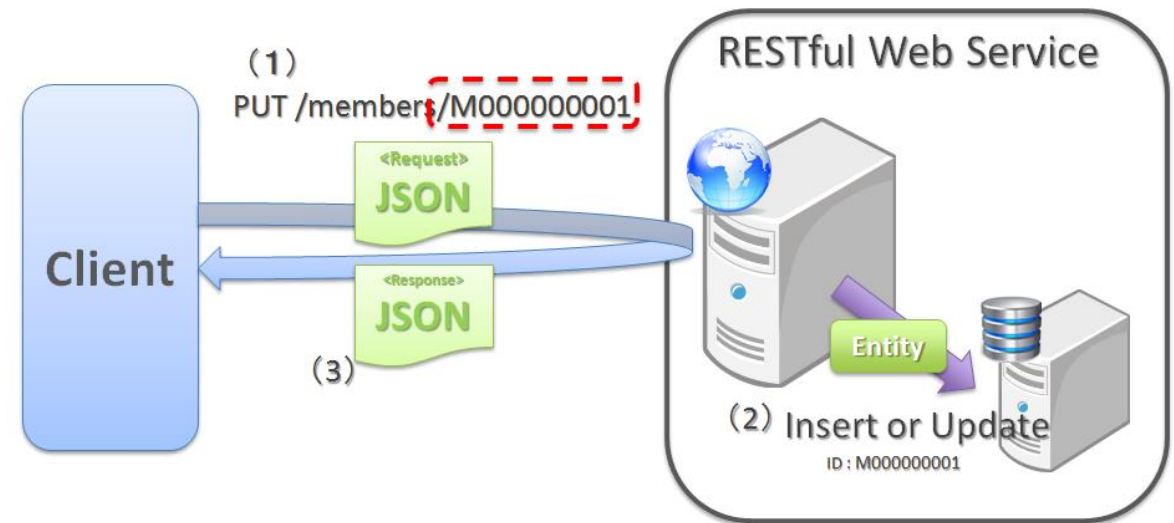 RESTful Web Service
（1）
PUT /members/M000000001
<Request>
JSON
Client
<Response>
JSON
（3）
Entity
（2） Insert or Update
ID : M000000001